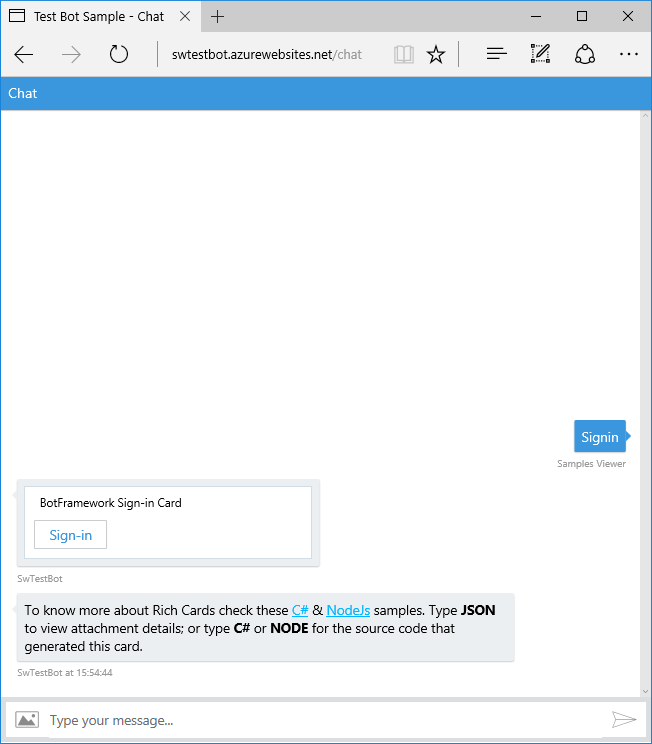 Test Bot Sample - Chat
swtestbot.azurewebsites.net/chat
Chat
Signin
Samples Viewer
BotFramework Sign-in Card
Sign-in
SwTestBot
To know more about Rich Cards check these C# & NodeJs samples. Type JSON
to view attachment details; or type C# or NODE for the source code that
generated this card.
SwTestBot at 15:54:44
Type your message...